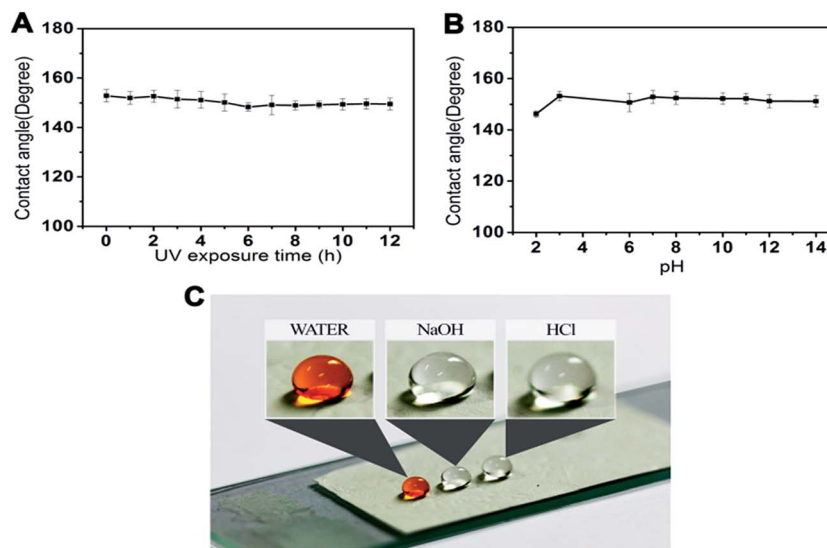 A
Contact angle(Degree)
180
160
140
120
100
0 2 4 6 8 10 12
UV exposure time (h)
B
Contact angle(Degree)
180
160
140
120
100
2 4 6 8 10 12 14
pH
C
WATER NaOH HCl